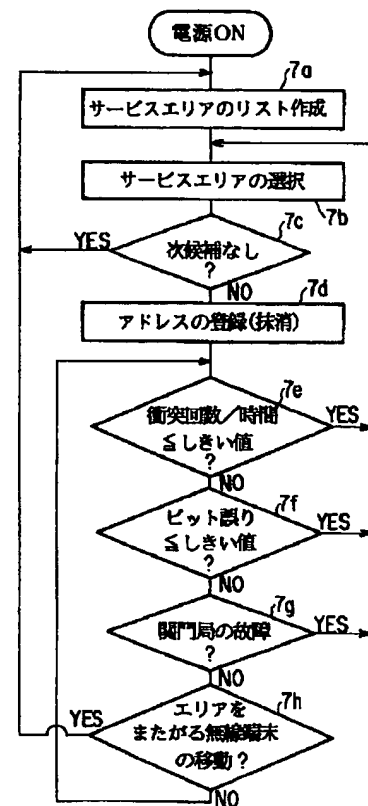 電源ON
7a
サービスエリアのリスト作成
サービスエリアの選択
7b
7c
YES
次候補なし
?
NO
7d
アドレスの登録(抹消)
7e
衝突回数/時間
≦しきい値
?
YES
NO
7f
ビット誤り
≦しきい値
?
YES
NO
7g
関門局の故障
?
YES
NO
7h
エリアを
またがる無線端末
の移動?
YES
NO